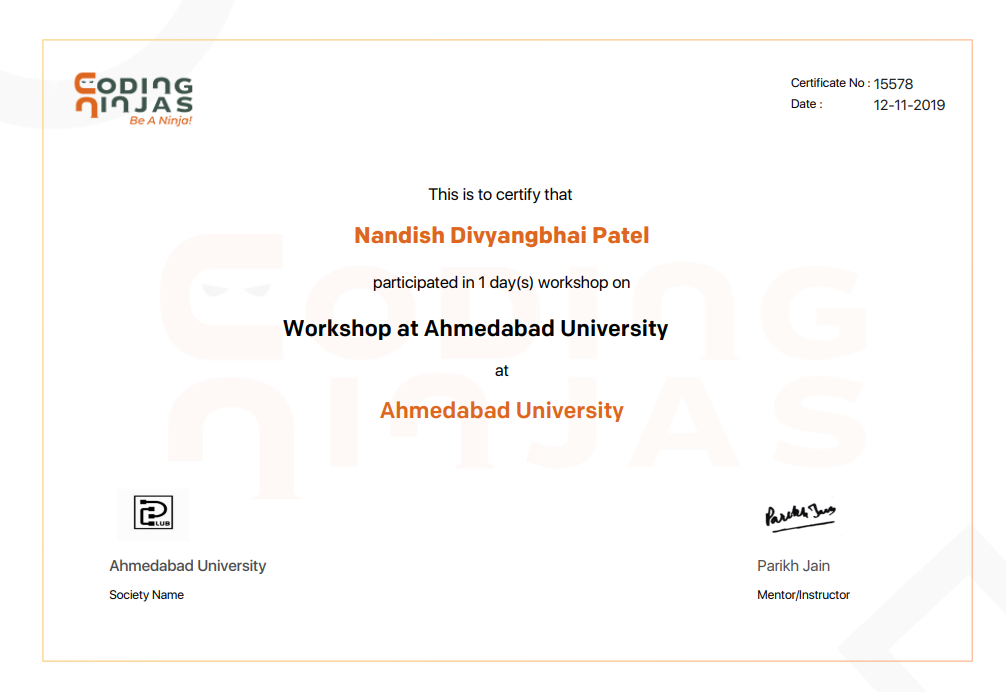 CODING
NINJAS
Be A Ninja!
Certificate No : 15578
Date : 12-11-2019
This is to certify that
Nandish Divyangbhai Patel
participated in 1 day(s) workshop on
Workshop at Ahmedabad University
at
Ahmedabad University
CODING
NINJAS
LUB
Parikh Jain
Ahmedabad University
Parikh Jain
Society Name
Mentor/Instructor